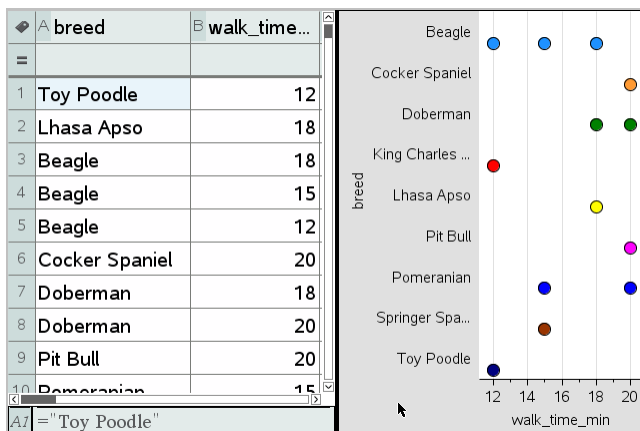 A breed B walk_time...
=
1 Toy Poodle 12
2 Lhasa Apso 18
3 Beagle 18
4 Beagle 15
5 Beagle 12
6 Cocker Spaniel 20
7 Doberman 18
8 Doberman 20
9 Pit Bull 20
10 Pomeranian 15
A1 ="Toy Poodle"
breed
Beagle
Cocker Spaniel
Doberman
King Charles ...
Lhasa Apso
Pit Bull
Pomeranian
Springer Spa...
Toy Poodle
12 14 16 18 20
walk_time_min